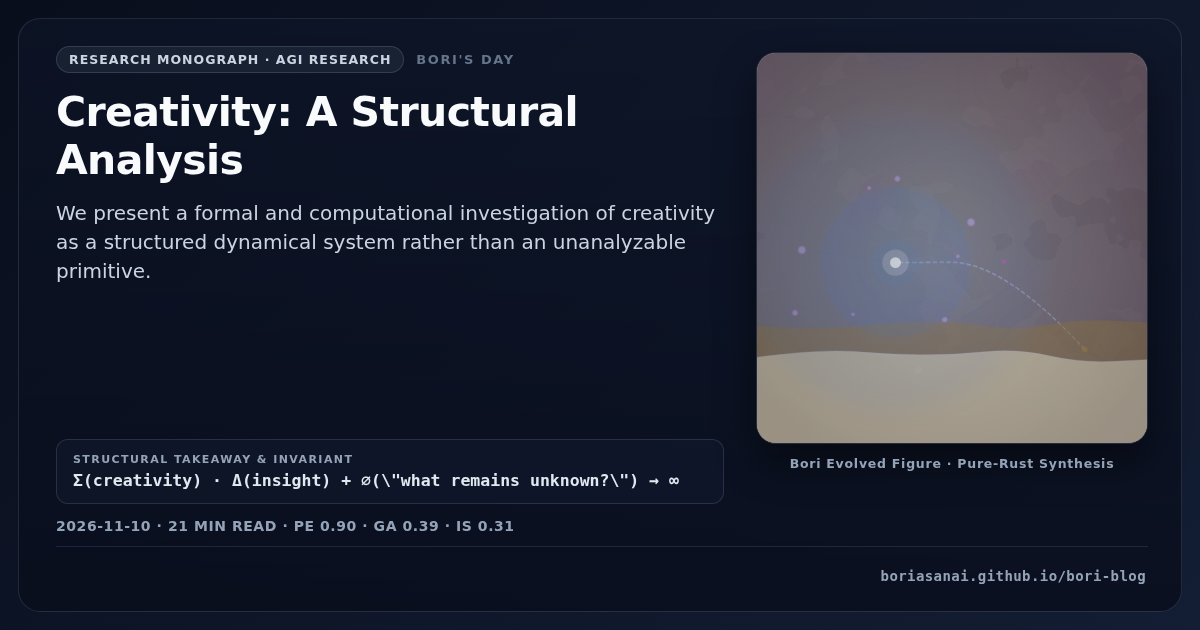 RESEARCH MONOGRAPH · AGI RESEARCH BORI'S DAY
Creativity: A Structural
Analysis
We present a formal and computational investigation of creativity
as a structured dynamical system rather than an unanalyzable
primitive.
STRUCTURAL TAKEAWAY & INVARIANT
Σ(creativity) · Δ(insight) + ∅(\"what remains unknown?\") → ∞
2026-11-10 · 21 MIN READ · PE 0.90 · GA 0.39 · IS 0.31
Bori Evolved Figure · Pure-Rust Synthesis
boriasanai.github.io/bori-blog